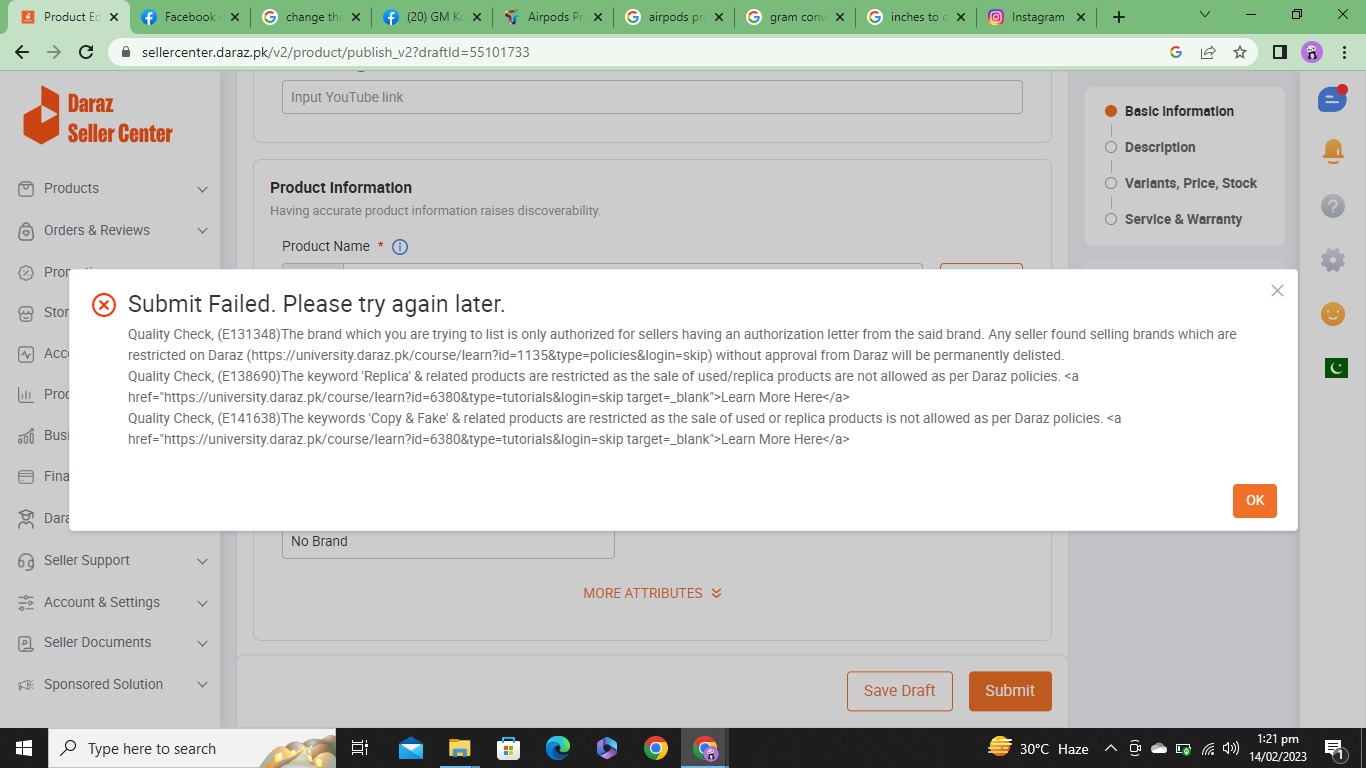 Product Ed
Facebook
change the
(20) GM Ko
Airpods Pr
airpods pro
gram conv
inches to c
Instagram
sellercenter.daraz.pk/v2/product/publish_v2?draftId=55101733
Daraz
Seller Center
Products
Orders & Reviews
Seller Support
Account & Settings
Seller Documents
Sponsored Solution
Input YouTube link
Product Information
Having accurate product information raises discoverability.
Product Name *
Basic Information
Description
Variants, Price, Stock
Service & Warranty
Submit Failed. Please try again later.
Quality Check, (E131348)The brand which you are trying to list is only authorized for sellers having an authorization letter from the said brand. Any seller found selling brands which are
restricted on Daraz (https://university.daraz.pk/course/learn?id=1135&type=policies&login=skip) without approval from Daraz will be permanently delisted.
Quality Check, (E138690)The keyword 'Replica' & related products are restricted as the sale of used/replica products are not allowed as per Daraz policies. <a
href="https://university.daraz.pk/course/learn?id=6380&type=tutorials&login=skip target=_blank">Learn More Here</a>
Quality Check, (E141638)The keywords 'Copy & Fake' & related products are restricted as the sale of used or replica products is not allowed as per Daraz policies. <a
href="https://university.daraz.pk/course/learn?id=6380&type=tutorials&login=skip target=_blank">Learn More Here</a>
OK
No Brand
MORE ATTRIBUTES
Save Draft
Submit
Type here to search
30°C Haze
1:21 pm
14/02/2023
1